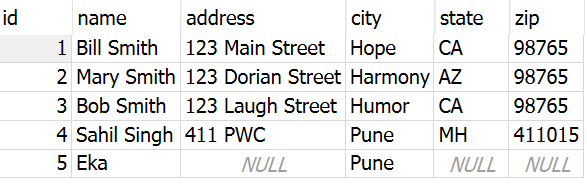 id name address city state zip
1 Bill Smith 123 Main Street Hope CA 98765
2 Mary Smith 123 Dorian Street Harmony AZ 98765
3 Bob Smith 123 Laugh Street Humor CA 98765
4 Sahil Singh 411 PWC Pune MH 411015
5 Eka NULL Pune NULL NULL